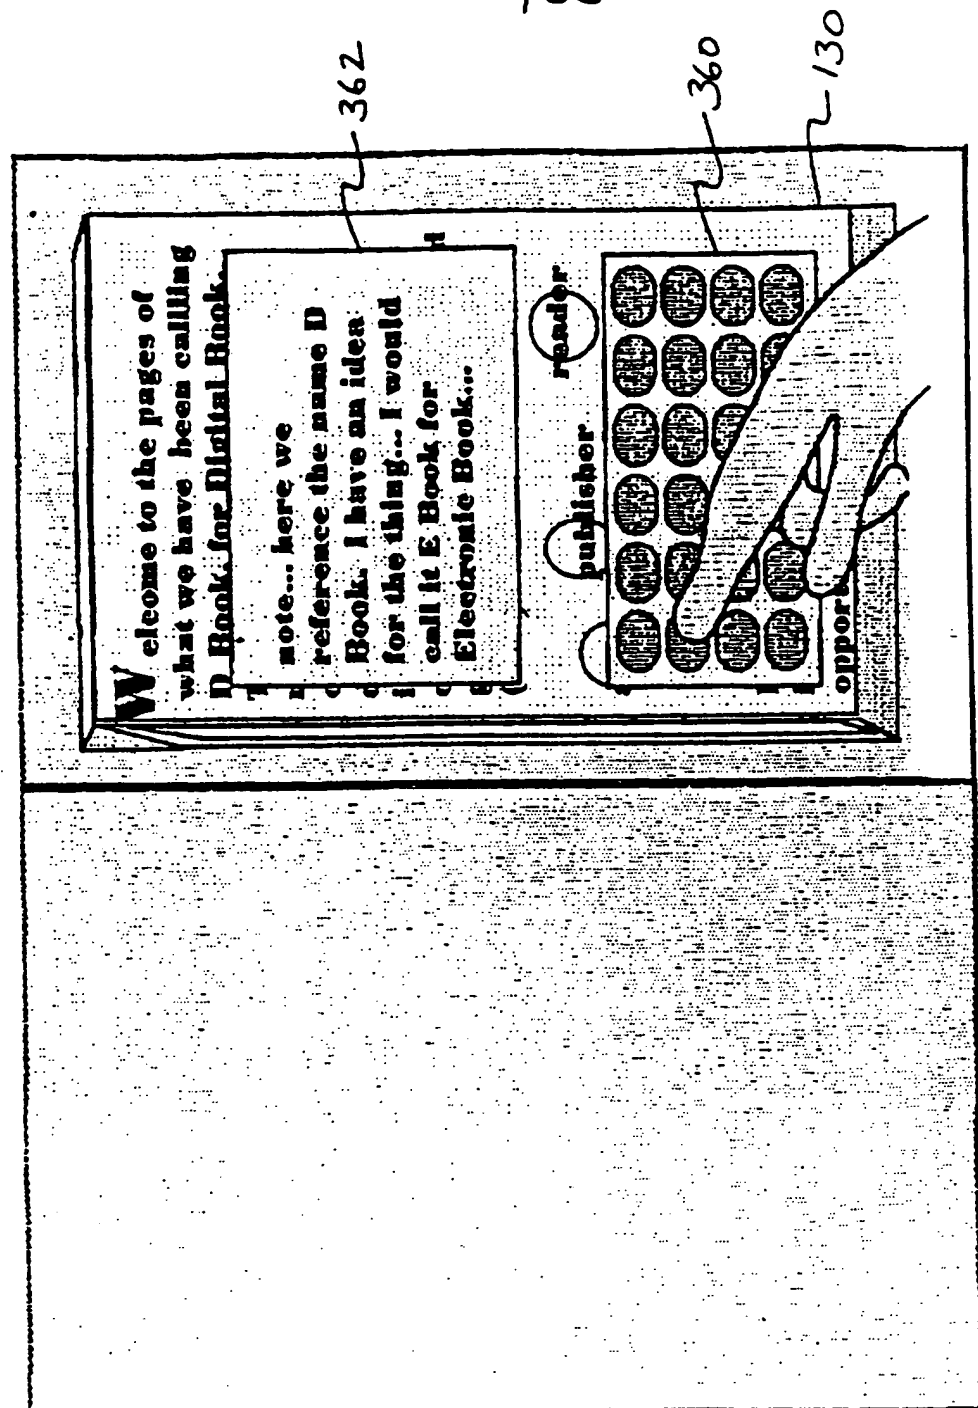 Welcome to the pages of
what we have been callling
D Book, for Digital Book.
note... here we
reference the name D
Book. I have an idea
for the thing... I would
call it E Book for
Electronic Book...
publisher
reader
362
360
130